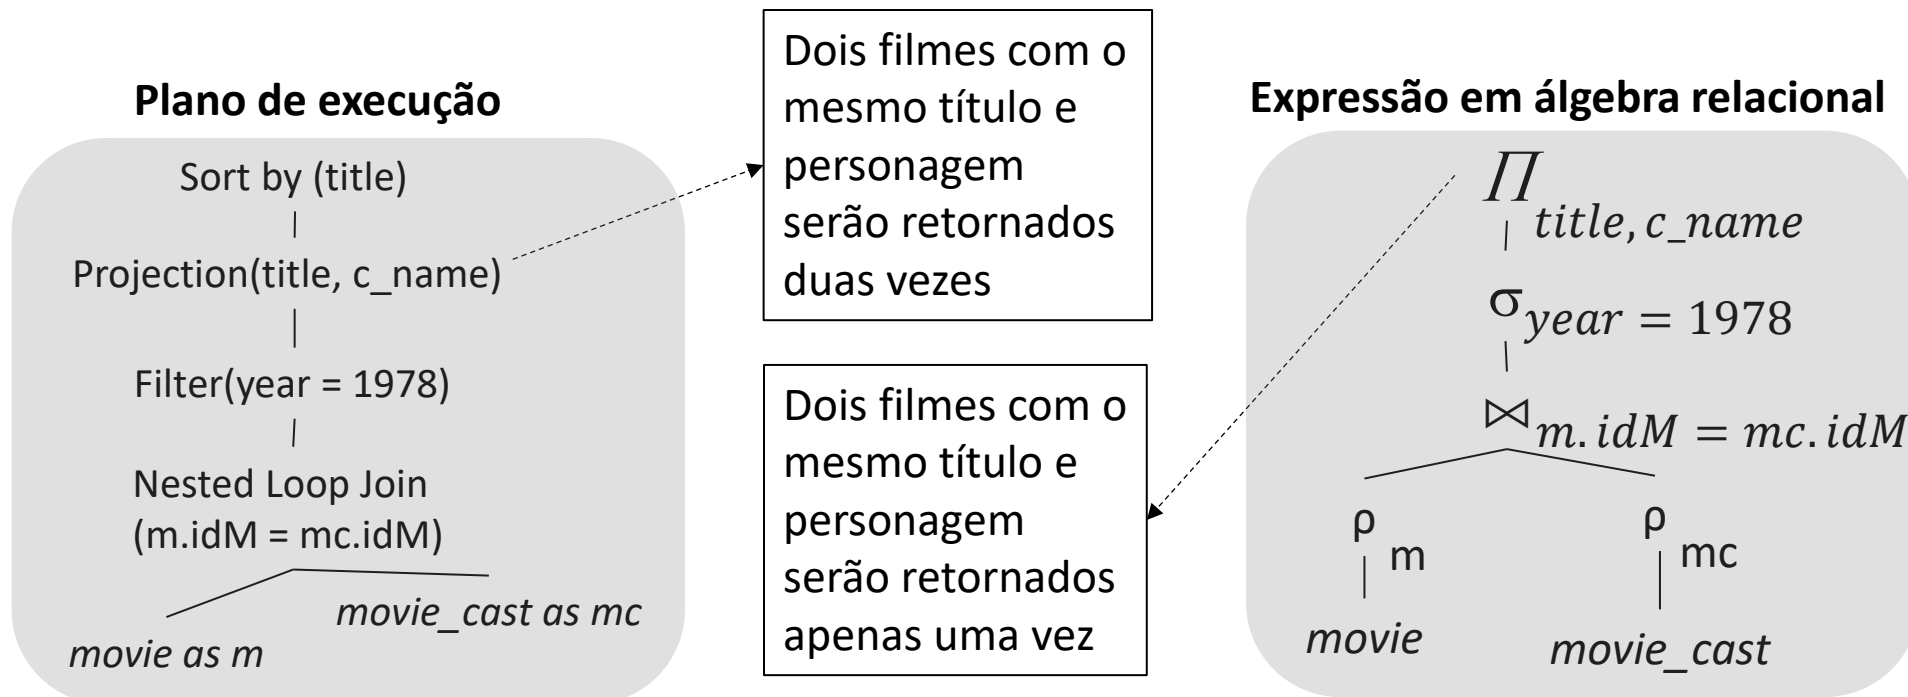 Plano de execução
Sort by (title)
Projection(title, c_name)
Filter(year = 1978)
Nested Loop Join
(m.idM = mc.idM)
movie_cast as mc
movie as m
Dois filmes com o
mesmo título e
personagem
serão retornados
duas vezes
Dois filmes com o
mesmo título e
personagem
serão retornados
apenas uma vez
Expressão em álgebra relacional
Π title, c_name
σ year = 1978
⋈ m.idM = mc.idM
ρ m
ρ mc
movie
movie_cast